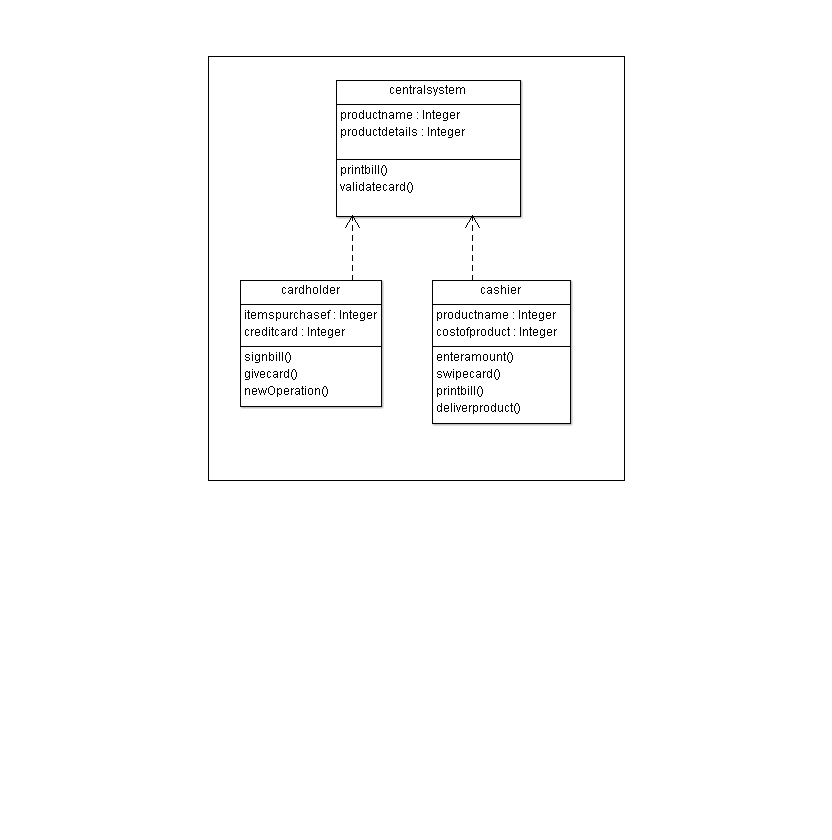 centralsystem
productname : Integer
productdetails : Integer
printbill()
validatecard()
cardholder
itemspurchasef : Integer
creditcard : Integer
signbill()
givecard()
newOperation()
cashier
productname : Integer
costofproduct : Integer
enteramount()
swipecard()
printbill()
deliverproduct()